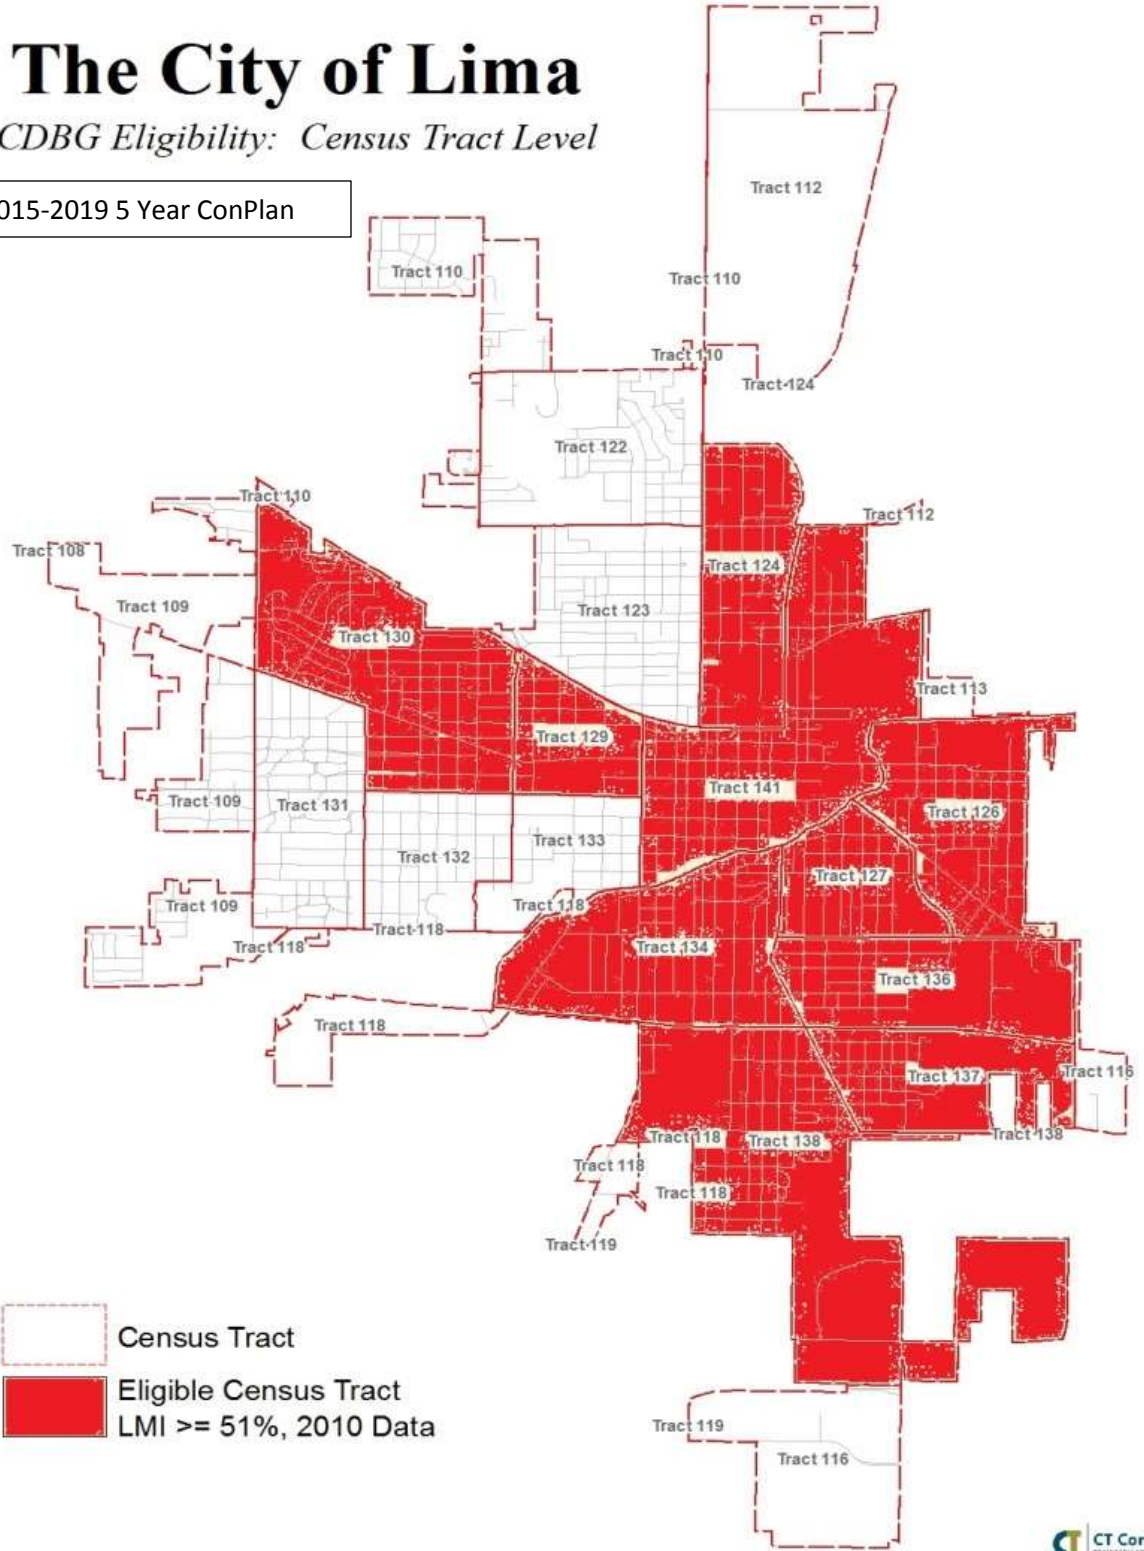 The City of Lima
CDBG Eligibility: Census Tract Level
015-2019 5 Year ConPlan
Tract 112
Tract 110
Tract 110
Tract 110
Tract 124
Tract 122
Tract 110
Tract 112
Tract 108
Tract 124
Tract 109
Tract 123
Tract 130
Tract 113
Tract 129
Tract 141
Tract 109
Tract 131
Tract 126
Tract 133
Tract 132
Tract 127
Tract 109
Tract 118
Tract 118
Tract 118
Tract 134
Tract 136
Tract 118
Tract 137
Tract 116
Tract 138
Tract 118
Tract 138
Tract 118
Tract 118
Tract 119
Census Tract
Eligible Census Tract
LMI >= 51%, 2010 Data
Tract 119
Tract 116
CT Cor